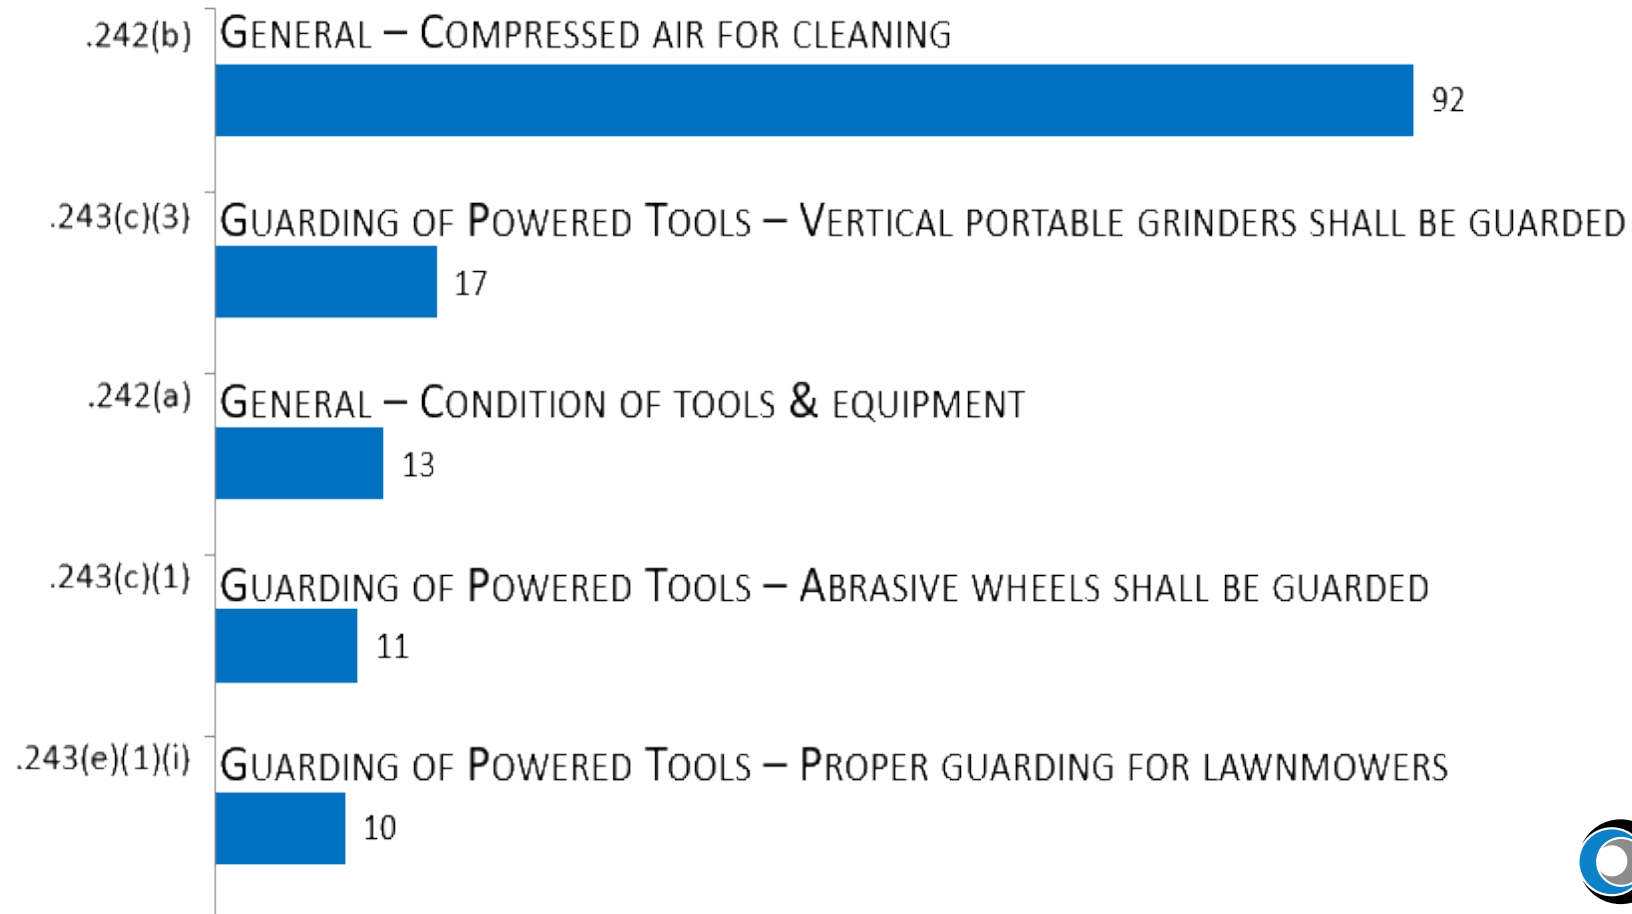 .242(b) GENERAL – COMPRESSED AIR FOR CLEANING
92
.243(c)(3) GUARDING OF POWERED TOOLS – VERTICAL PORTABLE GRINDERS SHALL BE GUARDED
17
.242(a) GENERAL – CONDITION OF TOOLS & EQUIPMENT
13
.243(c)(1) GUARDING OF POWERED TOOLS – ABRASIVE WHEELS SHALL BE GUARDED
11
.243(e)(1)(i) GUARDING OF POWERED TOOLS – PROPER GUARDING FOR LAWNMOWERS
10